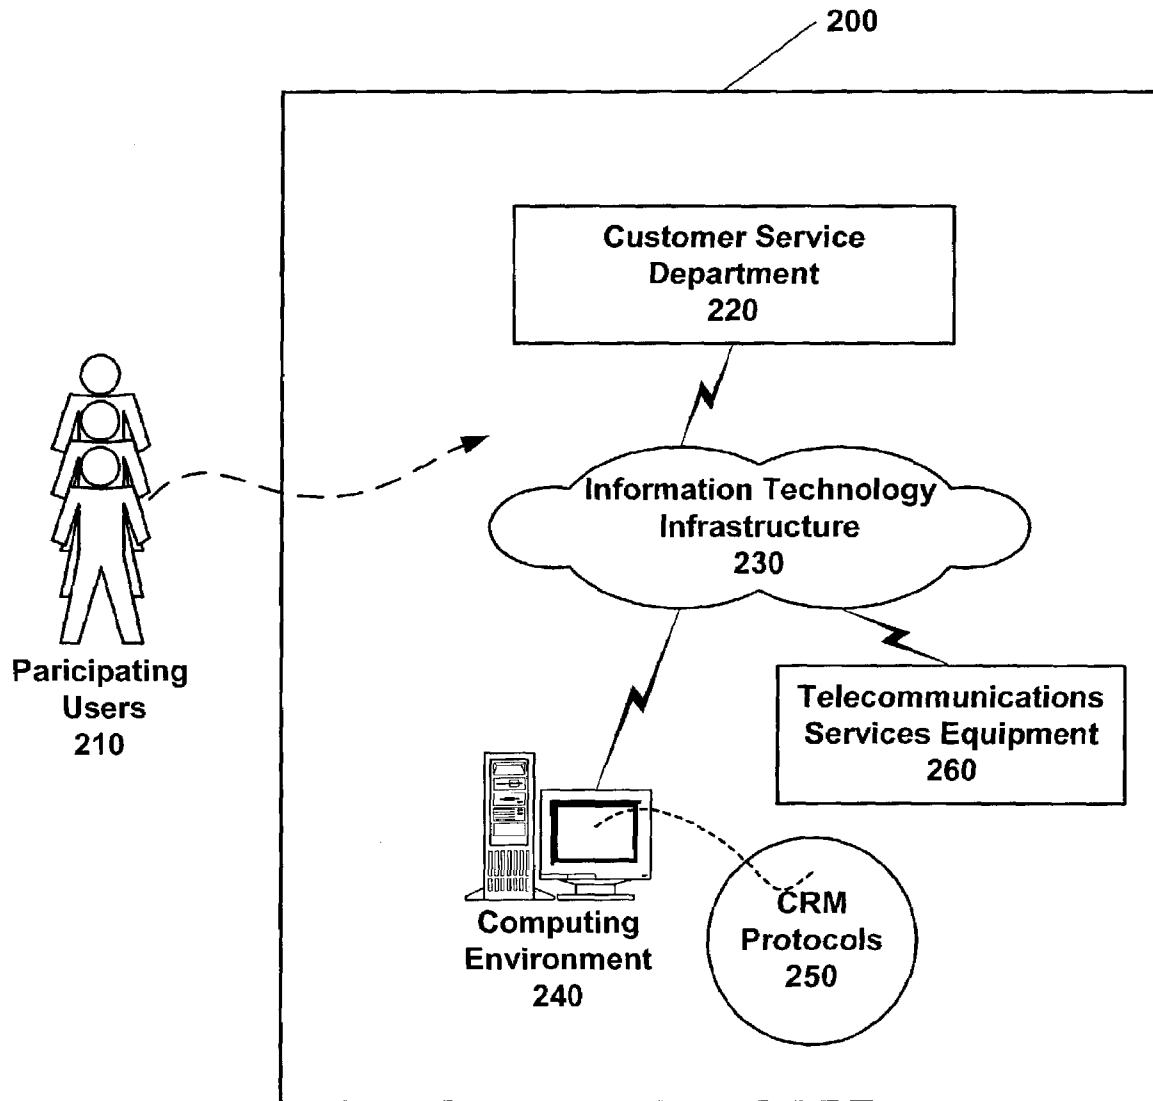 200
Customer Service
Department
220
Information Technology
Infrastructure
230
Paricipating
Users
210
Telecommunications
Services Equipment
260
Computing
Environment
240
CRM
Protocols
250